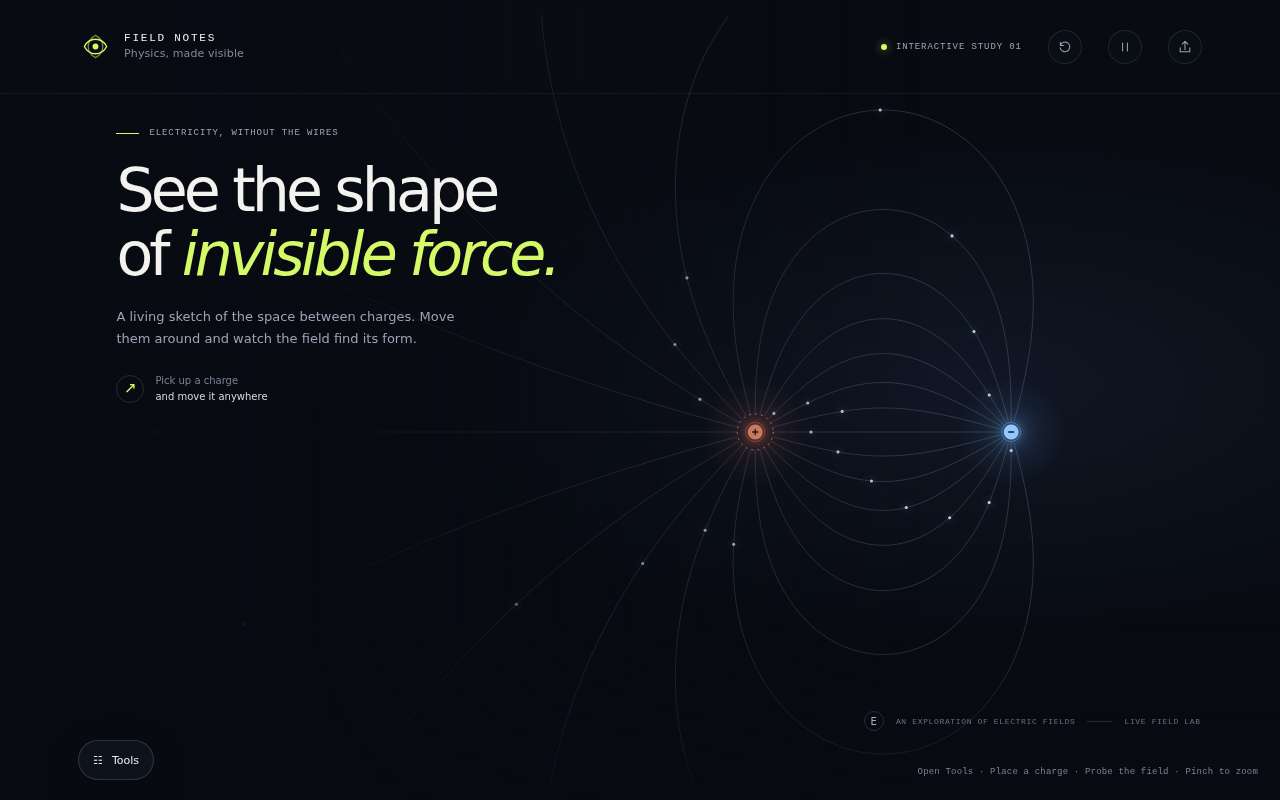 FIELD NOTES
Physics, made visible
INTERACTIVE STUDY 01
ELECTRICITY, WITHOUT THE WIRES
See the shape
of invisible force.
A living sketch of the space between charges. Move
them around and watch the field find its form.
Pick up a charge
and move it anywhere
E AN EXPLORATION OF ELECTRIC FIELDS LIVE FIELD LAB
Tools
Open Tools · Place a charge · Probe the field · Pinch to zoom